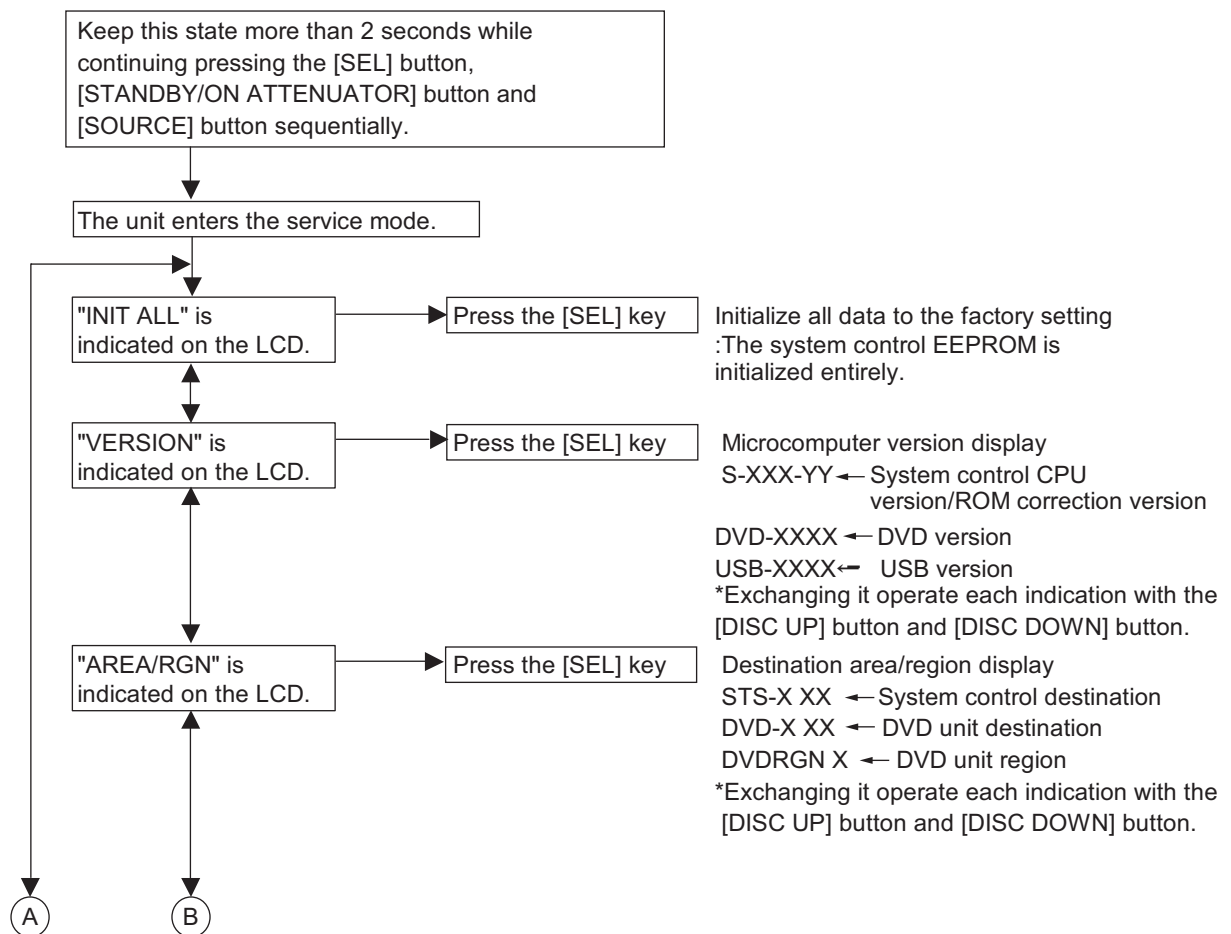 Keep this state more than 2 seconds while
continuing pressing the [SEL] button,
[STANDBY/ON ATTENUATOR] button and
[SOURCE] button sequentially.
The unit enters the service mode.
"INIT ALL" is
indicated on the LCD.
Press the [SEL] key
Initialize all data to the factory setting
:The system control EEPROM is
initialized entirely.
"VERSION" is
indicated on the LCD.
Press the [SEL] key
Microcomputer version display
S-XXX-YY ← System control CPU
version/ROM correction version
DVD-XXXX ← DVD version
USB-XXXX ← USB version
*Exchanging it operate each indication with the
[DISC UP] button and [DISC DOWN] button.
"AREA/RGN" is
indicated on the LCD.
Press the [SEL] key
Destination area/region display
STS-X XX ← System control destination
DVD-X XX ← DVD unit destination
DVDRGN X ← DVD unit region
*Exchanging it operate each indication with the
[DISC UP] button and [DISC DOWN] button.
A
B